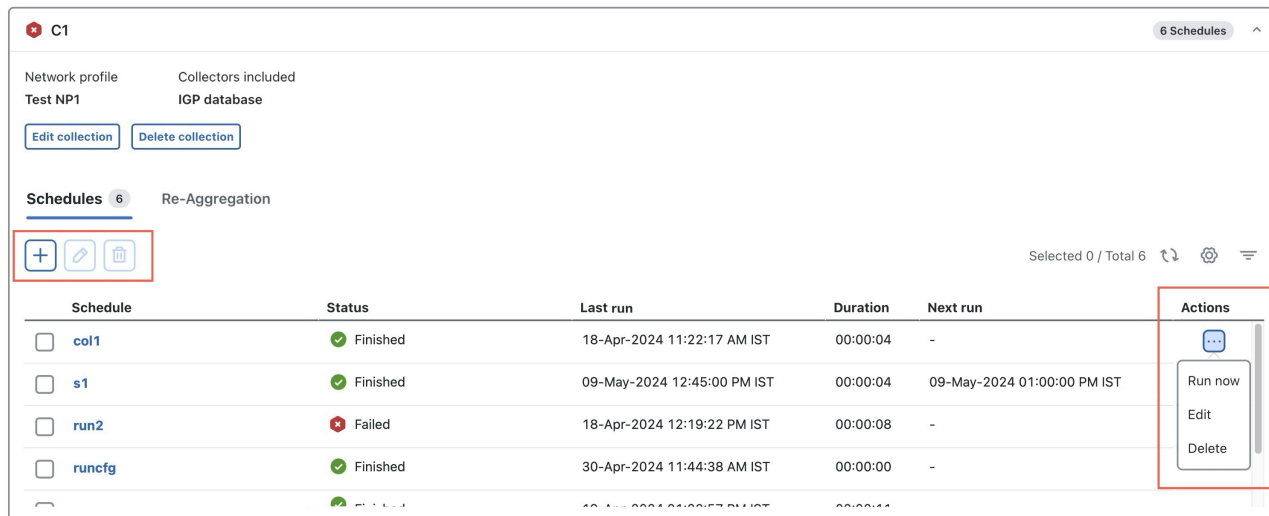 C1 6 Schedules
Network profile Collectors included
Test NP1 IGP database
Edit collection Delete collection
Schedules 6 Re-Aggregation
Selected 0 / Total 6
Schedule Status Last run Duration Next run Actions
col1 Finished 18-Apr-2024 11:22:17 AM IST 00:00:04 -
s1 Finished 09-May-2024 12:45:00 PM IST 00:00:04 09-May-2024 01:00:00 PM IST Run now
run2 Failed 18-Apr-2024 12:19:22 PM IST 00:00:08 - Edit
runcfg Finished 30-Apr-2024 11:44:38 AM IST 00:00:00 - Delete